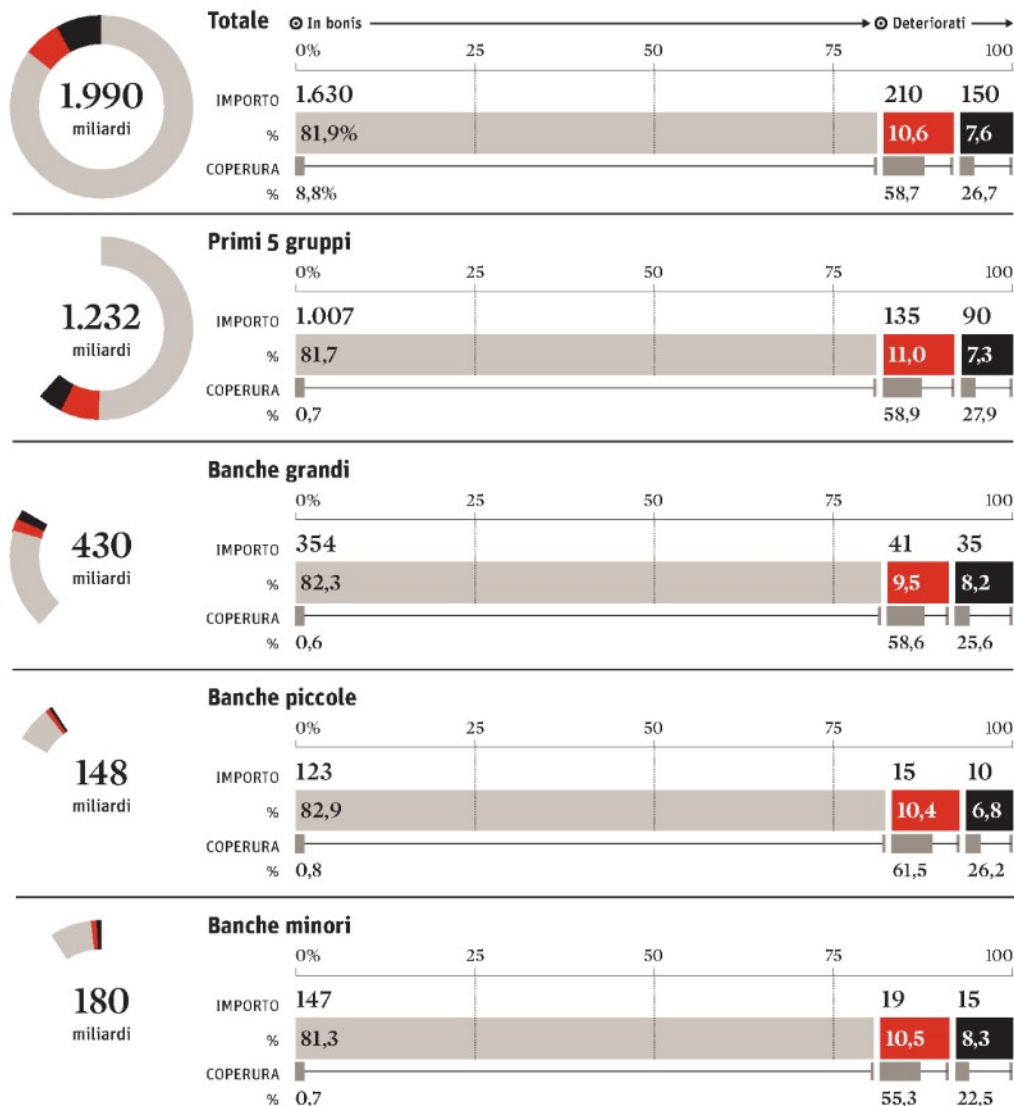 Totale
In bonis
Deteriorati
0% 25 50 75 100
1.990
miliardi
IMPORTO 1.630 210 150
% 81,9% 10,6 7,6
COPERURA
% 8,8% 58,7 26,7
Primi 5 gruppi
0% 25 50 75 100
1.232
miliardi
IMPORTO 1.007 135 90
% 81,7 11,0 7,3
COPERURA
% 0,7 58,9 27,9
Banche grandi
0% 25 50 75 100
430
miliardi
IMPORTO 354 41 35
% 82,3 9,5 8,2
COPERURA
% 0,6 58,6 25,6
Banche piccole
0% 25 50 75 100
148
miliardi
IMPORTO 123 15 10
% 82,9 10,4 6,8
COPERURA
% 0,8 61,5 26,2
Banche minori
0% 25 50 75 100
180
miliardi
IMPORTO 147 19 15
% 81,3 10,5 8,3
COPERURA
% 0,7 55,3 22,5